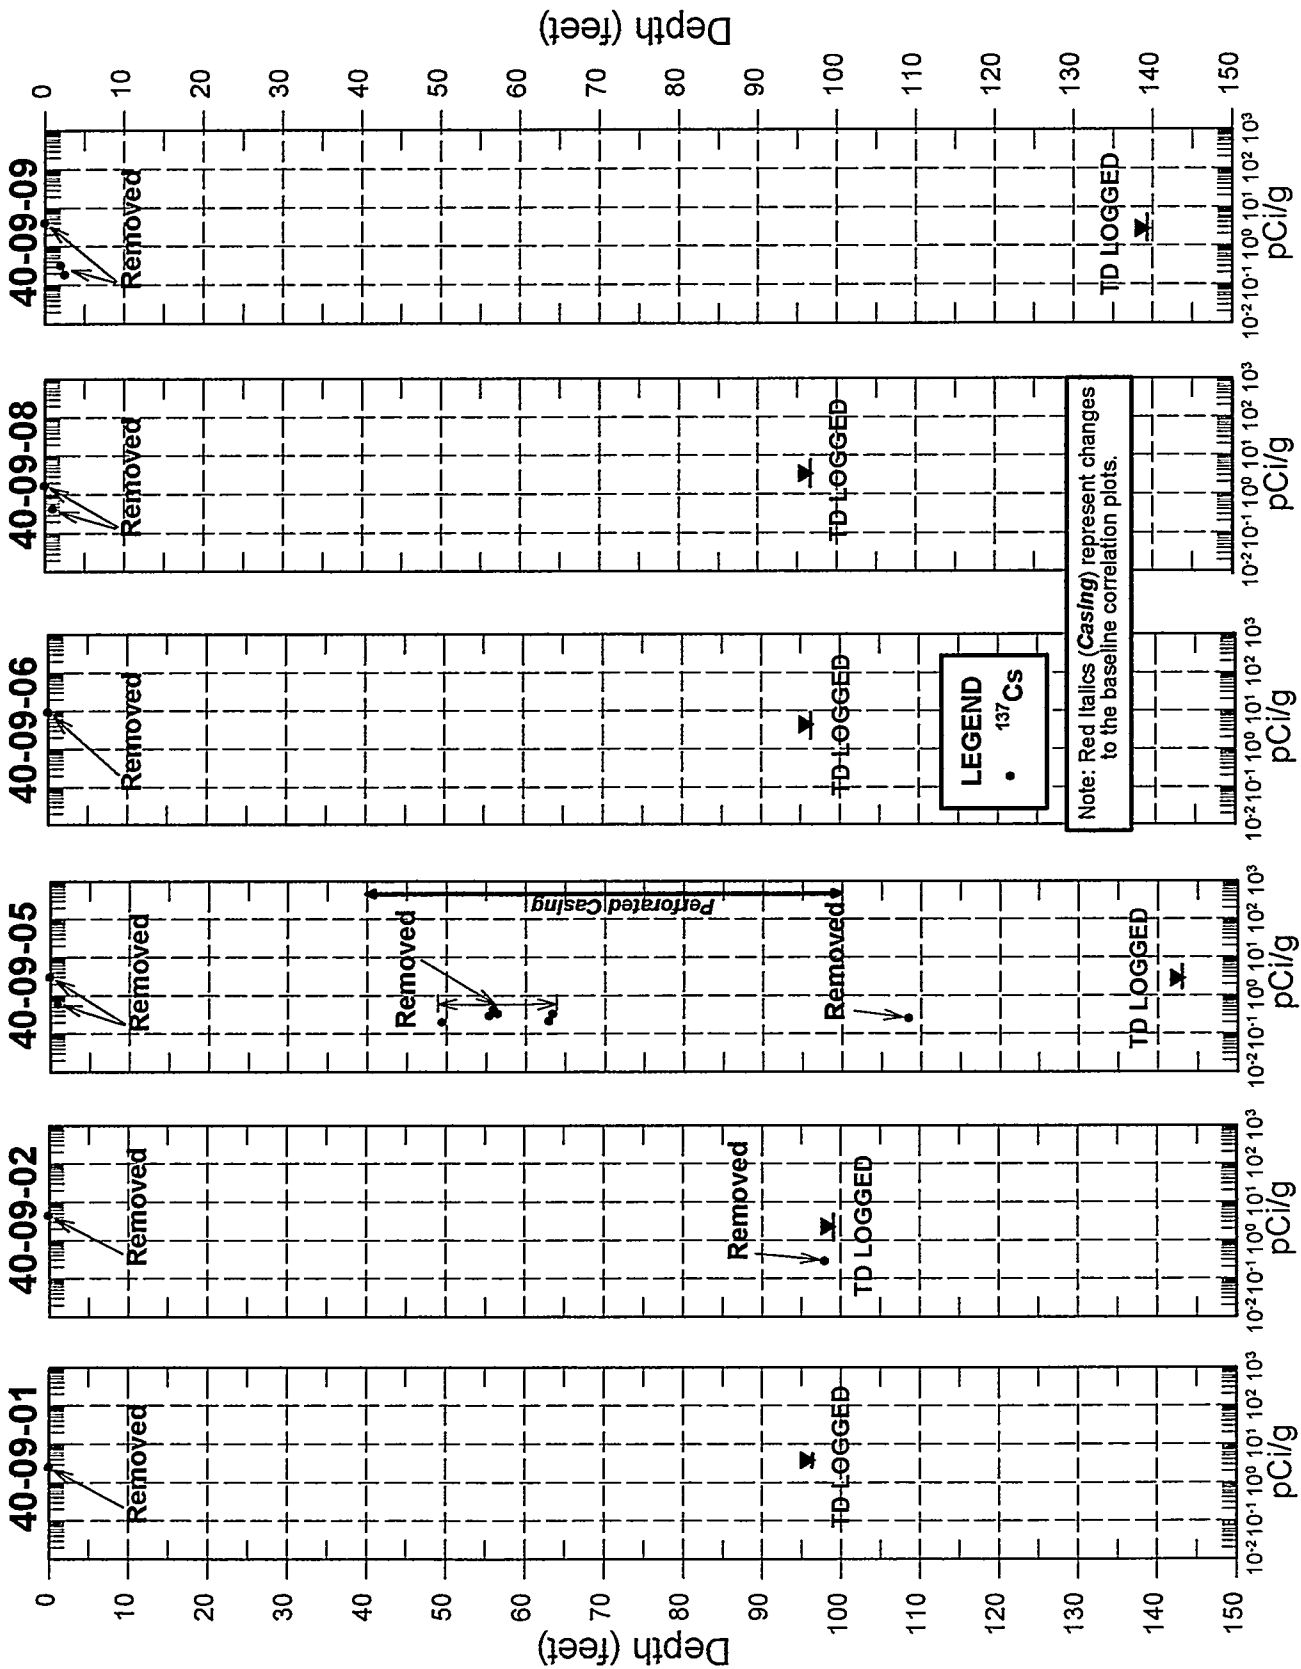 40-09-01
40-09-02
40-09-05
40-09-06
40-09-08
40-09-09
Depth (feet)
0
10
20
30
40
50
60
70
80
90
100
110
120
130
140
150
Removed
TD LOGGED
10⁻² 10⁻¹ 10⁰ 10¹ 10² 10³
pCi/g
Removed
Removed
TD LOGGED
10⁻² 10⁻¹ 10⁰ 10¹ 10² 10³
pCi/g
Removed
Removed
Perforated Casing
Removed
TD LOGGED
10⁻² 10⁻¹ 10⁰ 10¹ 10² 10³
pCi/g
Removed
TD LOGGED
10⁻² 10⁻¹ 10⁰ 10¹ 10² 10³
pCi/g
LEGEND
• ¹³⁷Cs
Note: Red Italics (Casing) represent changes
to the baseline correlation plots.
Removed
TD LOGGED
10⁻² 10⁻¹ 10⁰ 10¹ 10² 10³
pCi/g
Removed
TD LOGGED
10⁻² 10⁻¹ 10⁰ 10¹ 10² 10³
pCi/g
0
10
20
30
40
50
60
70
80
90
100
110
120
130
140
150
Depth (feet)